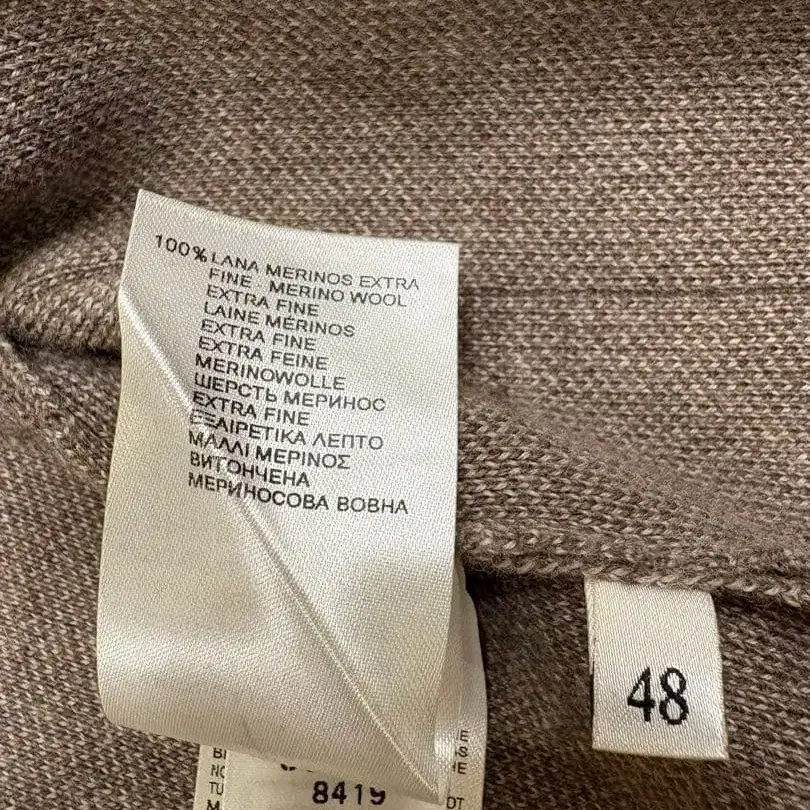 100% LANA MERINOS EXTRA
FINE - MERINO WOOL
EXTRA FINE
LAINE MERINOS
EXTRA FINE
EXTRA FEINE
MERINOWOLLE
ШЕРСТЬ МЕРИНОС
EXTRA FINE
ΕΞΑΙΡΕΤΙΚΑ ΛΕΠΤΟ
ΜΑΛΛΙ ΜΕΡΙΝΟΣ
ВИТОНЧЕНА
МЕРИНОСОВА ВОВНА
48
8419